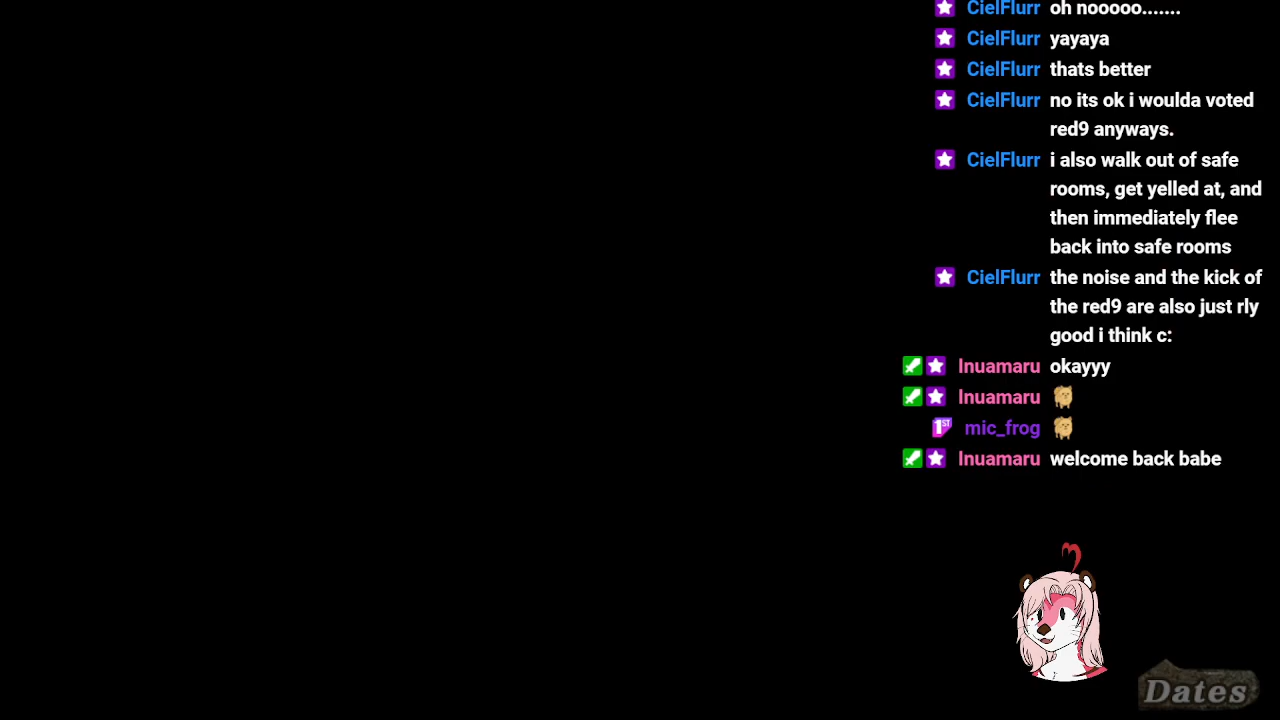 CielFlurr oh nooooo.......
CielFlurr yayaya
CielFlurr thats better
CielFlurr no its ok i woulda voted
red9 anyways.
CielFlurr i also walk out of safe
rooms, get yelled at, and
then immediately flee
back into safe rooms
CielFlurr the noise and the kick of
the red9 are also just rly
good i think c:
Inuamaru okayyy
Inuamaru
1ST mic_frog
Inuamaru welcome back babe
Dates